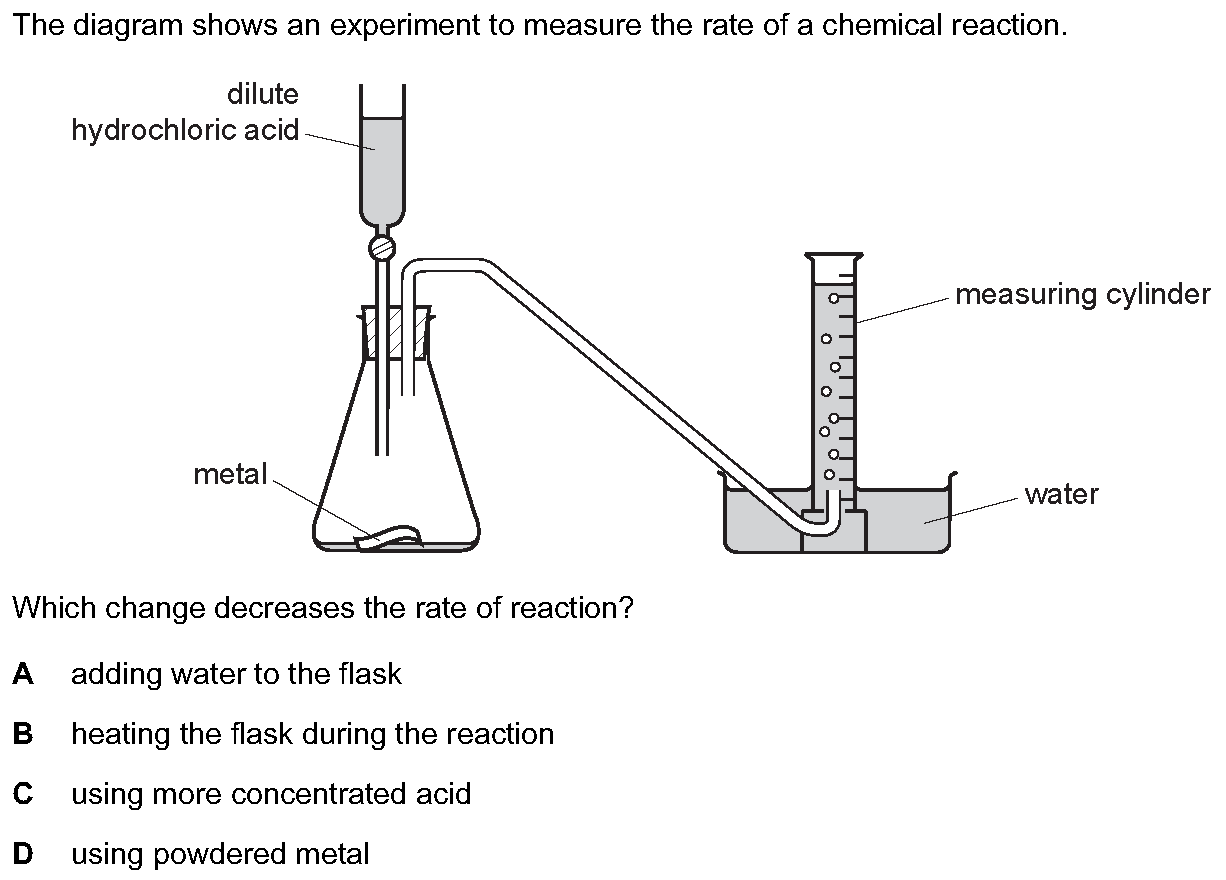 The diagram shows an experiment to measure the rate of a chemical reaction.
dilute
hydrochloric acid
measuring cylinder
metal
water
Which change decreases the rate of reaction?
A adding water to the flask
B heating the flask during the reaction
C using more concentrated acid
D using powdered metal